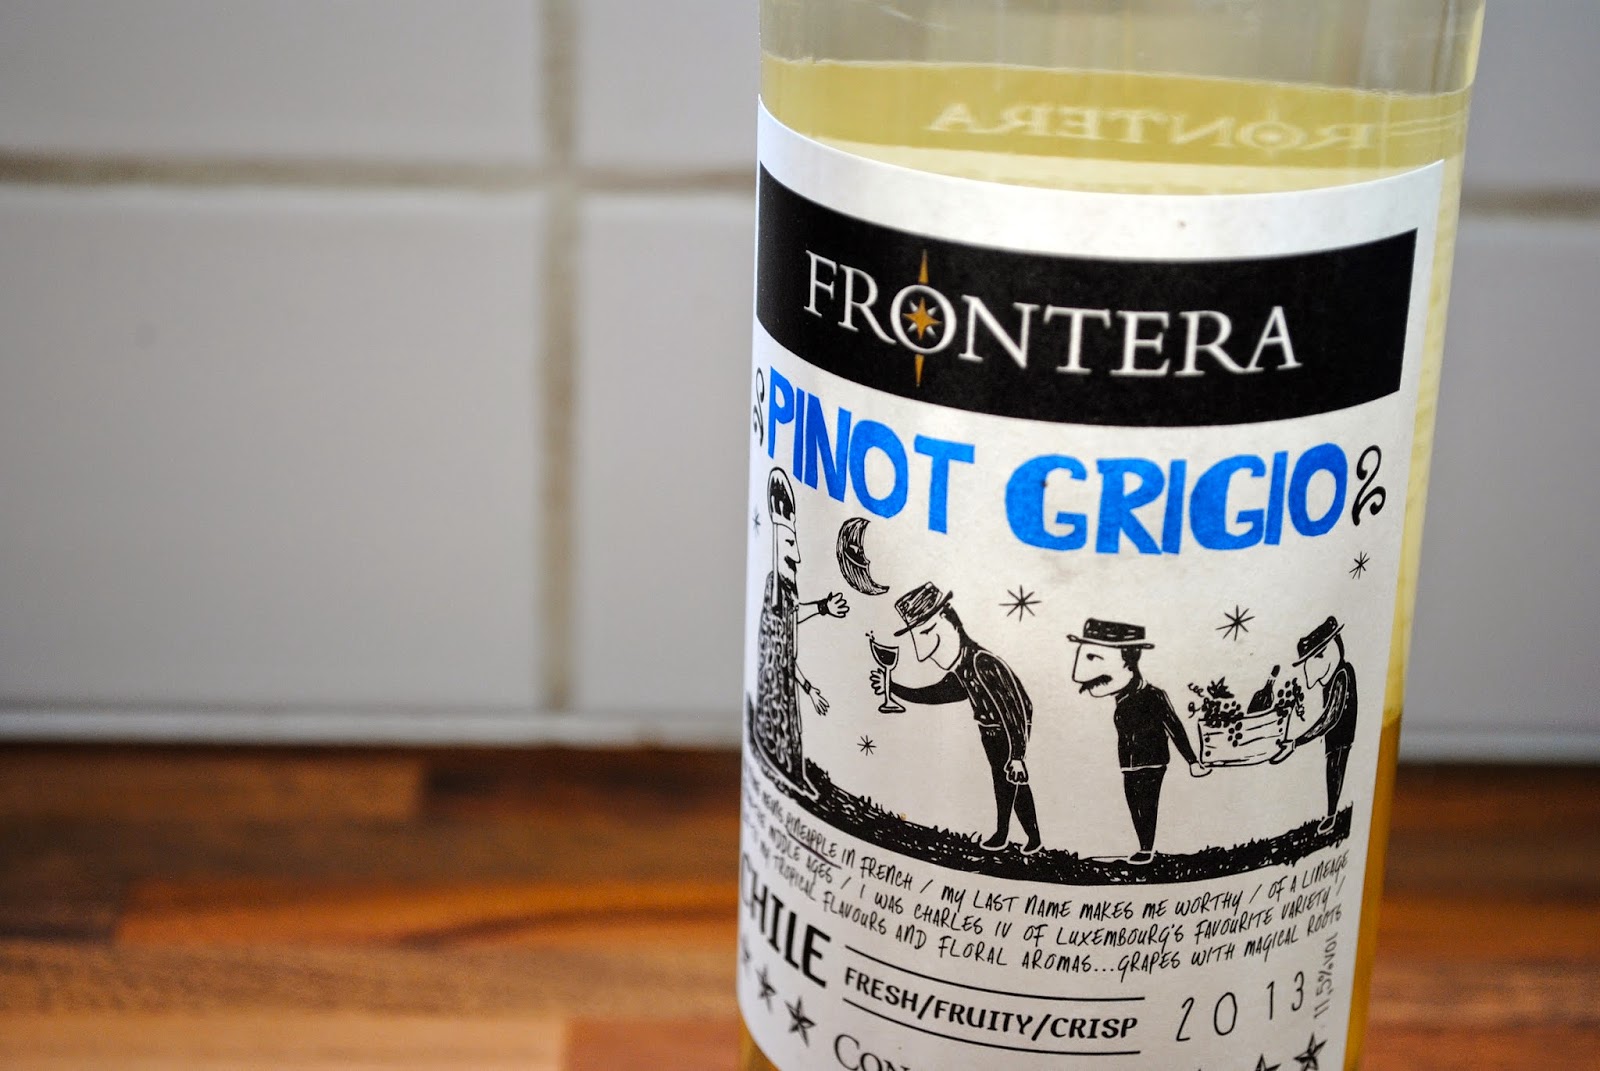 FRONTERA
FRONTERA
PINOT GRIGIO
PINEAPPLE IN FRENCH / MY LAST NAME MAKES ME WORTHY / OF A LINEAGE
THE MIDDLE AGES / I WAS CHARLES IV OF LUXEMBOURG'S FAVOURITE VARIETY /
MY TROPICAL FLAVOURS AND FLORAL AROMAS...GRAPES WITH MAGICAL ROOTS
CHILE
FRESH/FRUITY/CRISP
2013
11,5%VOL